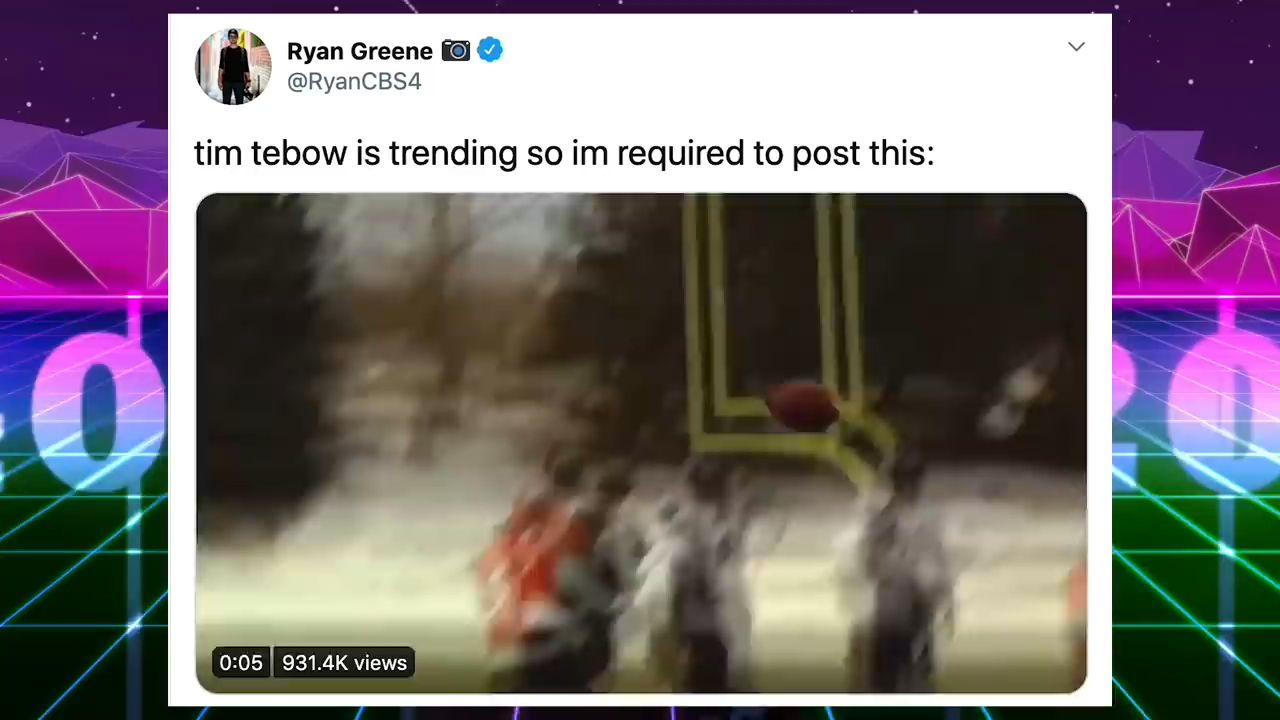 Ryan Greene
@RyanCBS4
tim tebow is trending so im required to post this:
0:05 931.4K views